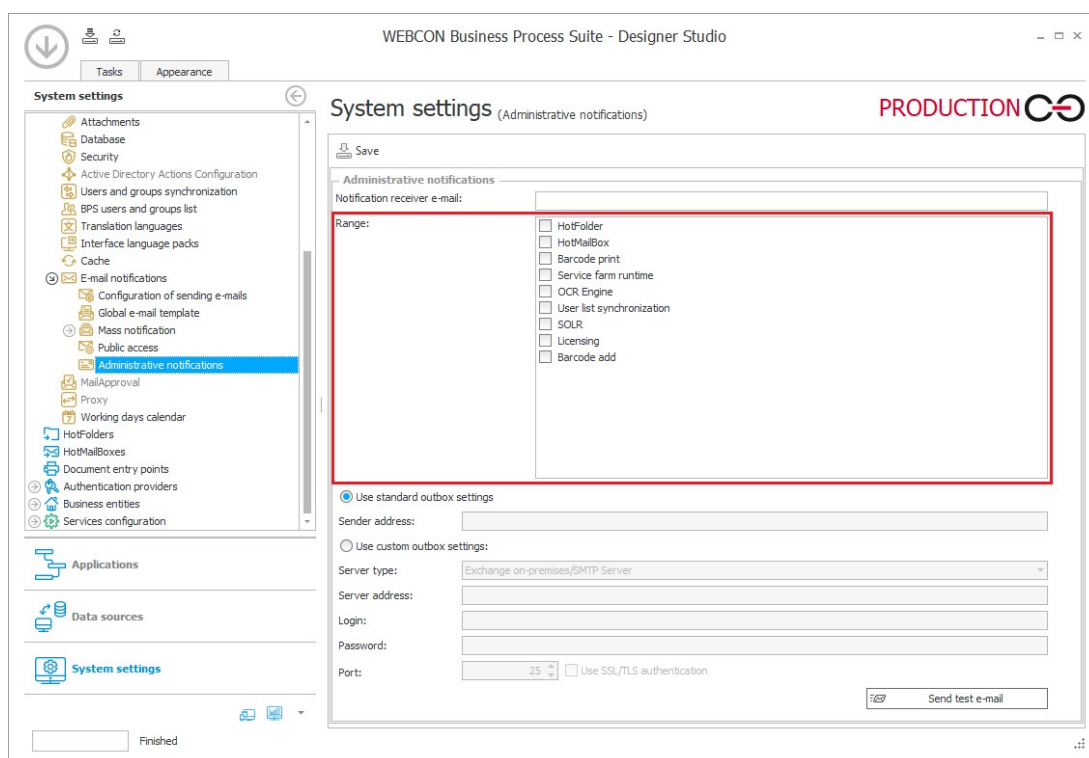 WEBCON Business Process Suite - Designer Studio
Tasks
Appearance
System settings
Attachments
Database
Security
Active Directory Actions Configuration
Users and groups synchronization
BPS users and groups list
Translation languages
Interface language packs
Cache
E-mail notifications
Configuration of sending e-mails
Global e-mail template
Mass notification
Public access
Administrative notifications
MailApproval
Proxy
Working days calendar
HotFolders
HotMailBoxes
Document entry points
Authentication providers
Business entities
Services configuration
Applications
Data sources
System settings
Finished
System settings (Administrative notifications)
PRODUCTION
Save
Administrative notifications
Notification receiver e-mail:
Range:
HotFolder
HotMailBox
Barcode print
Service farm runtime
OCR Engine
User list synchronization
SOLR
Licensing
Barcode add
Use standard outbox settings
Sender address:
Use custom outbox settings:
Server type: Exchange on-premises/SMTP Server
Server address:
Login:
Password:
Port: 25 Use SSL/TLS authentication
Send test e-mail